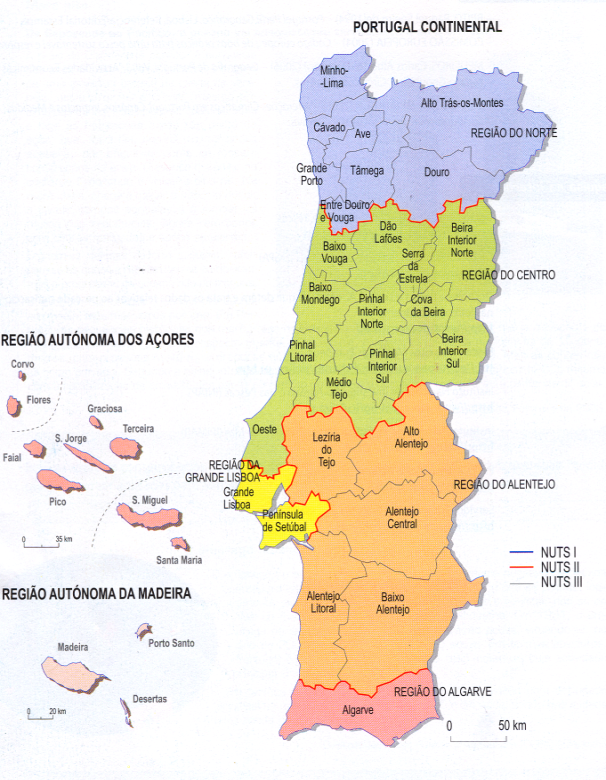 PORTUGAL CONTINENTAL
Minho-
-Lima
Alto Trás-os-Montes
Cávado
Ave
REGIÃO DO NORTE
Grande
Porto
Tâmega
Douro
Entre Douro
e Vouga
Dão
Lafões
Beira
Interior
Norte
Baixo
Vouga
Serra
da
Estrela
REGIÃO DO CENTRO
Baixo
Mondego
Pinhal
Interior
Norte
Cova
da Beira
Pinhal
Litoral
Pinhal
Interior
Sul
Beira
Interior
Sul
Médio
Tejo
Oeste
Lezíria
do
Tejo
Alto
Alentejo
REGIÃO DA
GRANDE LISBOA
Grande
Lisboa
REGIÃO DO ALENTEJO
Península
de Setúbal
Alentejo
Central
Alentejo
Litoral
Baixo
Alentejo
REGIÃO DO ALGARVE
Algarve
0 50 km
NUTS I
NUTS II
NUTS III
REGIÃO AUTÓNOMA DOS AÇORES
Corvo
Flores
Graciosa
Terceira
S. Jorge
Faial
Pico
S. Miguel
Santa Maria
0 35 km
REGIÃO AUTÓNOMA DA MADEIRA
Porto Santo
Madeira
Desertas
0 20 km